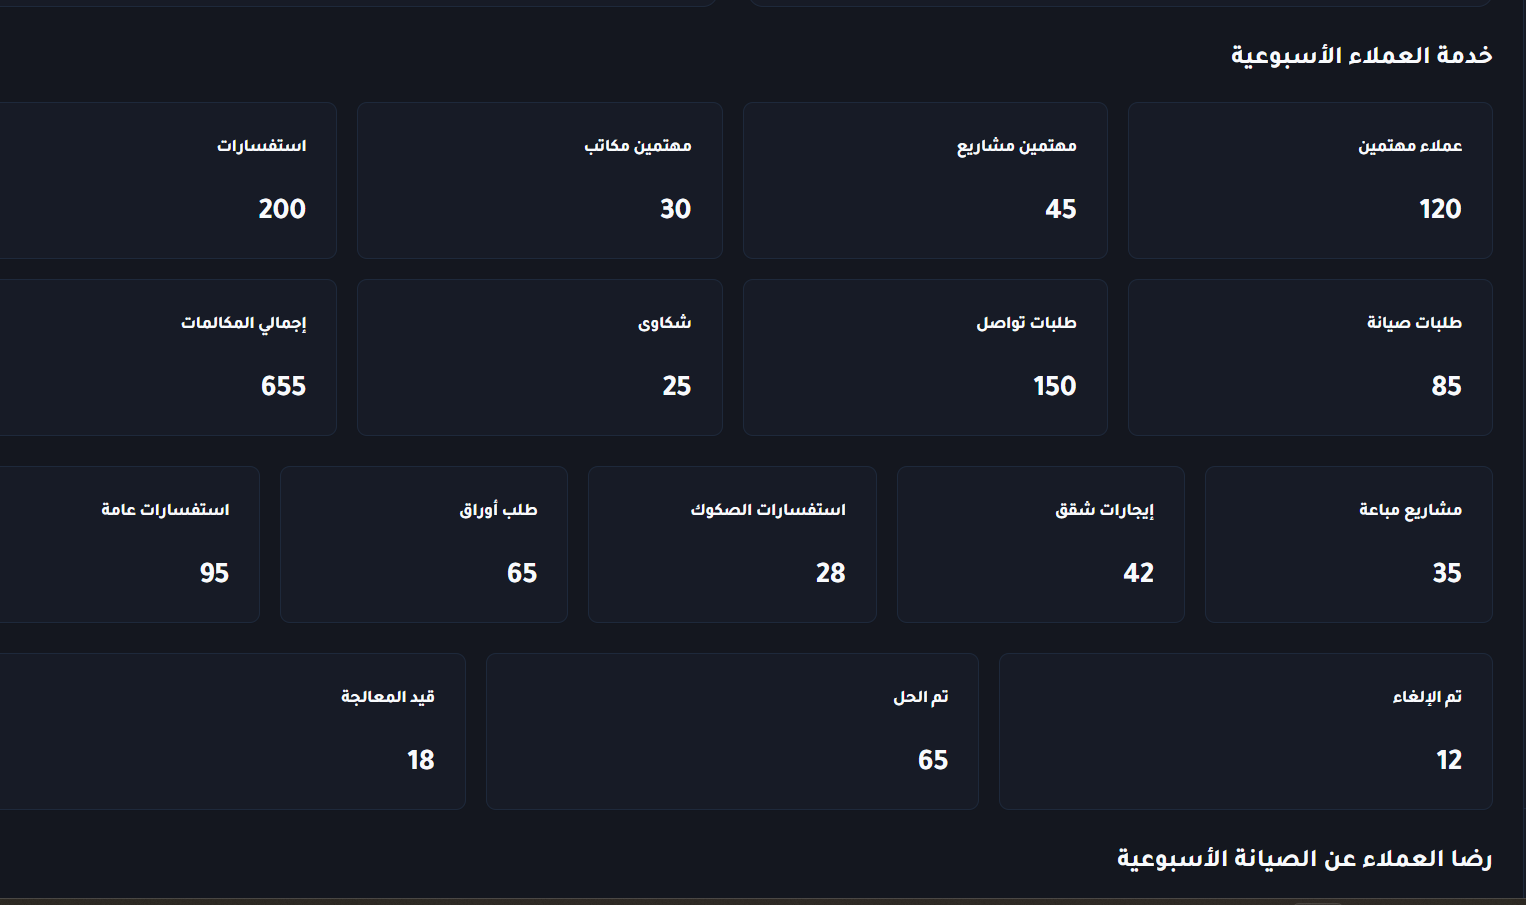 خدمة العملاء الأسبوعية
عملاء مهتمين
120
مهتمين مشاريع
45
مهتمين مكاتب
30
استفسارات
200
طلبات صيانة
85
طلبات تواصل
150
شكاوى
25
إجمالي المكالمات
655
مشاريع مباعة
35
إيجارات شقق
42
استفسارات الصكوك
28
طلب أوراق
65
استفسارات عامة
95
تم الإلغاء
12
تم الحل
65
قيد المعالجة
18
رضا العملاء عن الصيانة الأسبوعية